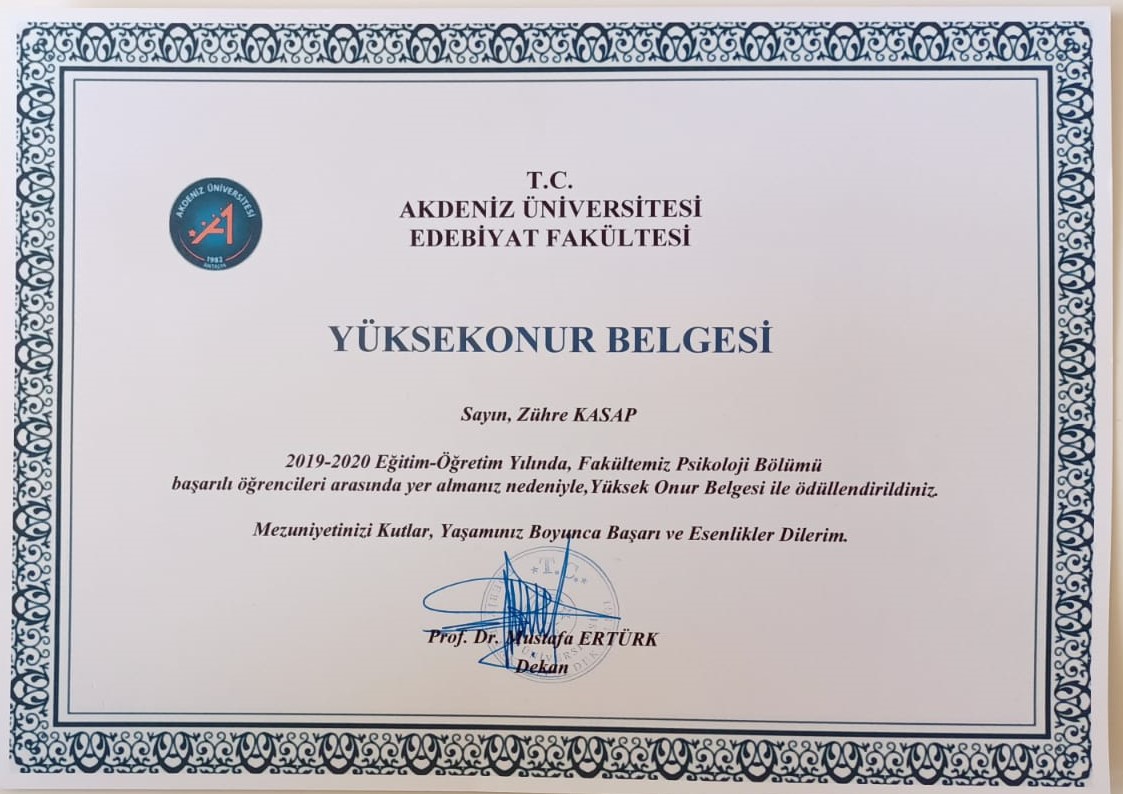 T.C.
AKDENİZ ÜNİVERSİTESİ
EDEBİYAT FAKÜLTESİ
AKDENİZ ÜNİVERSİTESİ
1982
ANTALYA
YÜKSEKONUR BELGESİ
Sayın, Zühre KASAP
2019-2020 Eğitim-Öğretim Yılında, Fakültemiz Psikoloji Bölümü
başarılı öğrencileri arasında yer almanız nedeniyle,Yüksek Onur Belgesi ile ödüllendirildiniz.
Mezuniyetinizi Kutlar, Yaşamınız Boyunca Başarı ve Esenlikler Dilerim.
T.C.
Prof. Dr. Mustafa ERTÜRK
Dekan